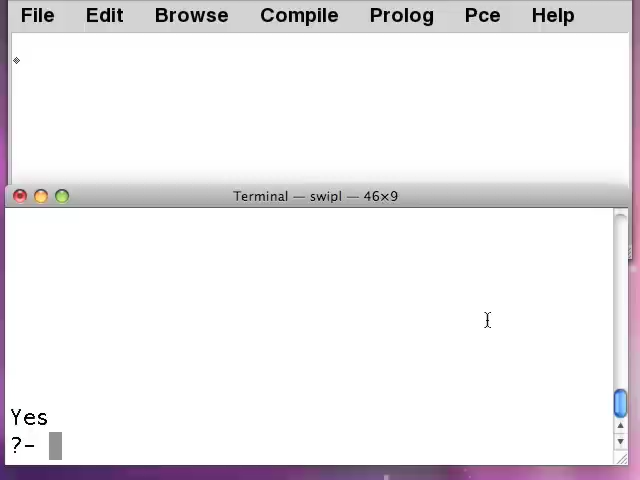 File Edit Browse Compile Prolog Pce Help
Terminal — swipl — 46×9
Yes
?-